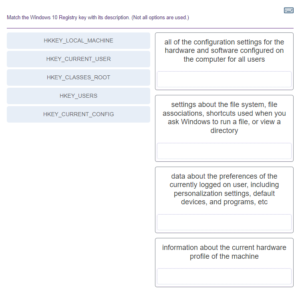 Match the Windows 10 Registry key with its description. (Not all options are used.)
HKKEY_LOCAL_MACHINE
HKEY_CURRENT_USER
HKEY_CLASSES_ROOT
HKEY_USERS
HKEY_CURRENT_CONFIG
all of the configuration settings for the
hardware and software configured on
the computer for all users
settings about the file system, file
associations, shortcuts used when you
ask Windows to run a file, or view a
directory
data about the preferences of the
currently logged on user, including
personalization settings, default
devices, and programs, etc
information about the current hardware
profile of the machine